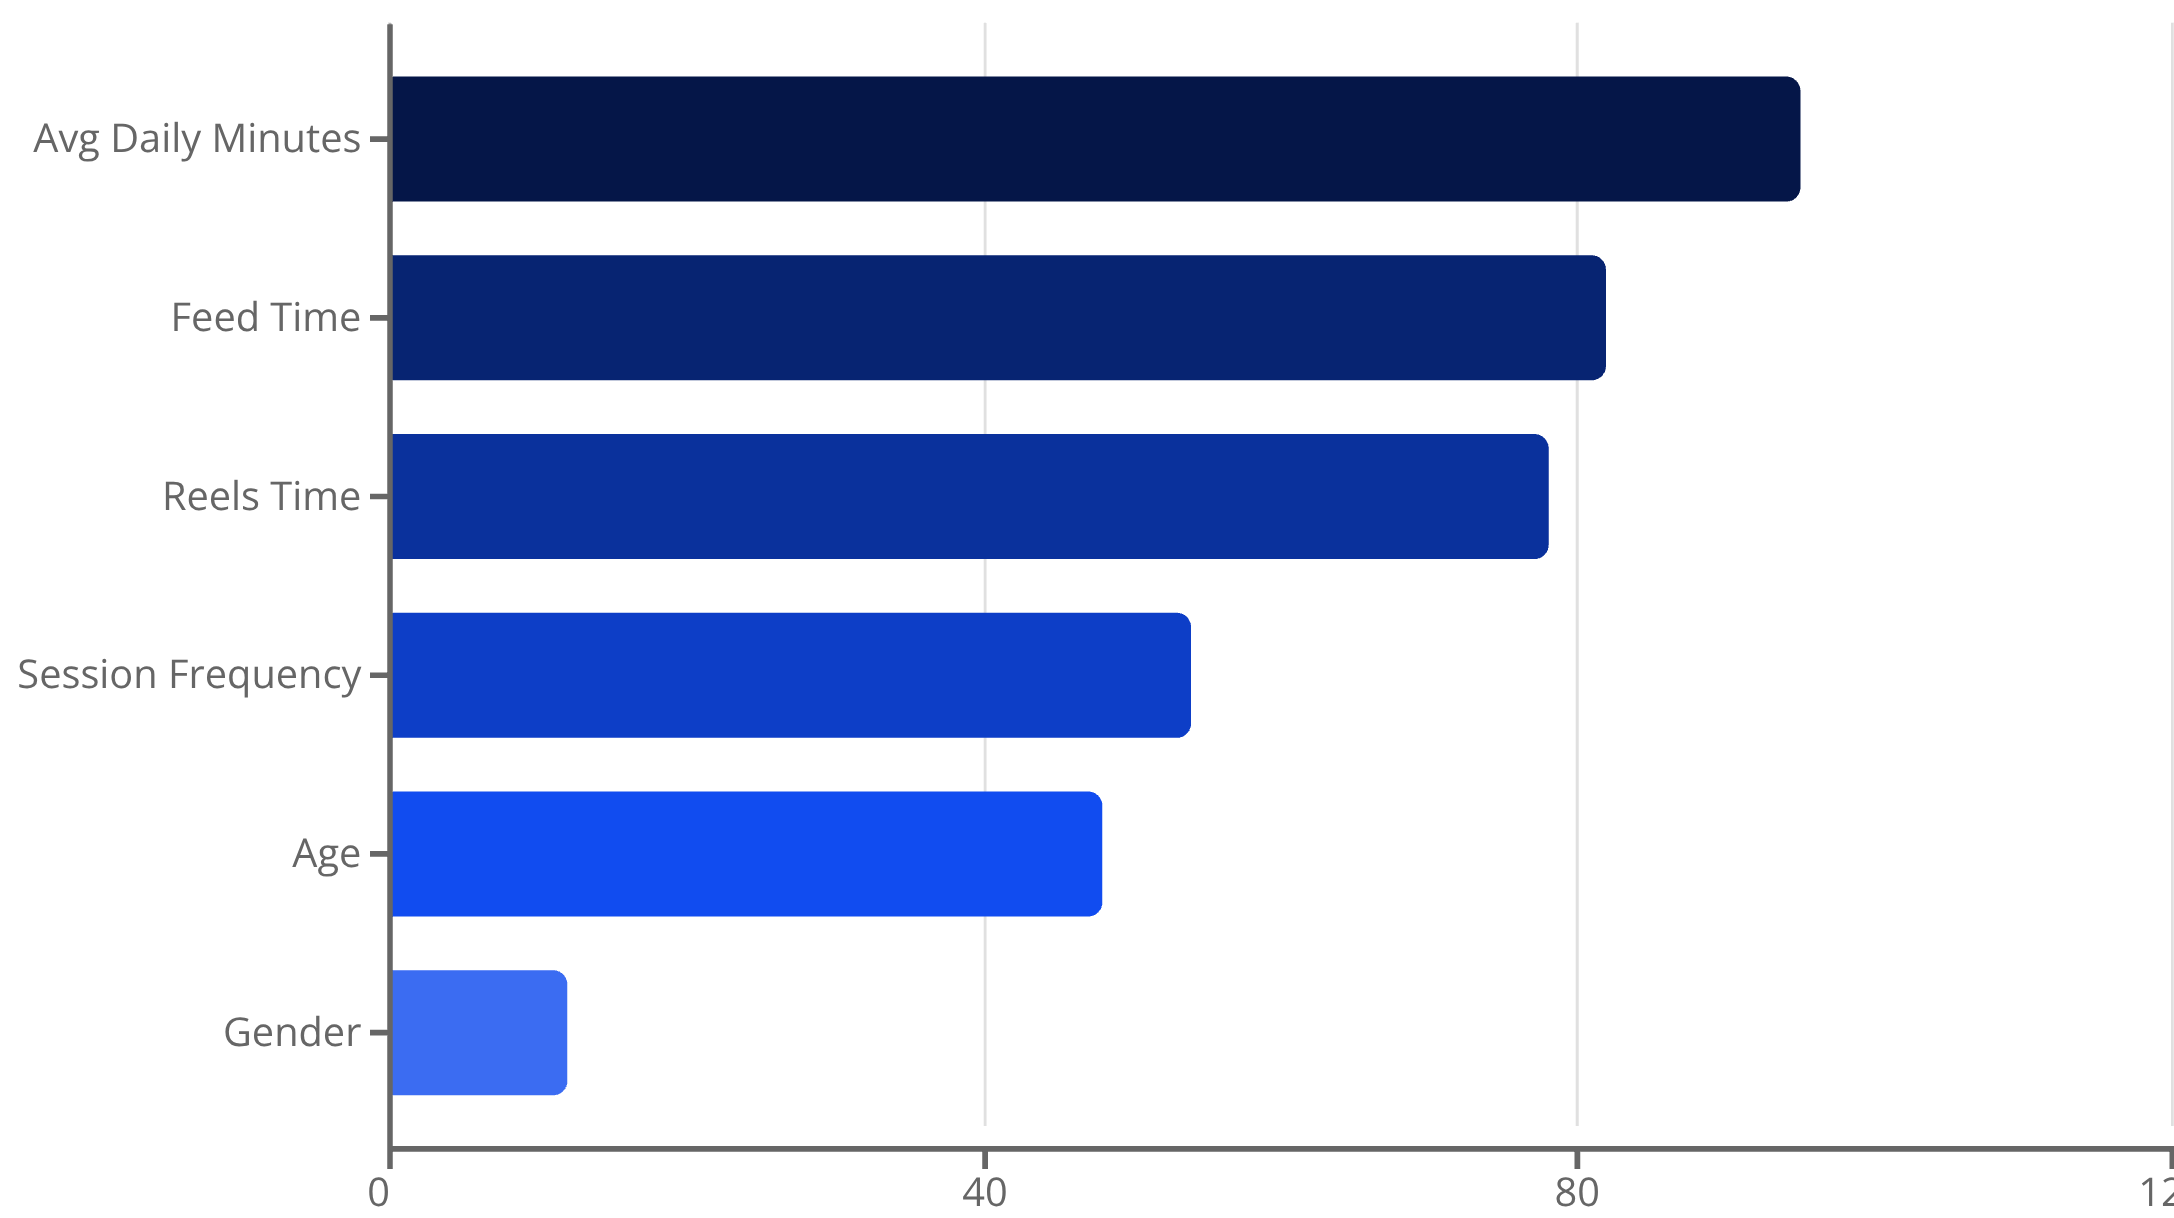 Avg Daily Minutes
Feed Time
Reels Time
Session Frequency
Age
Gender
0 40 80